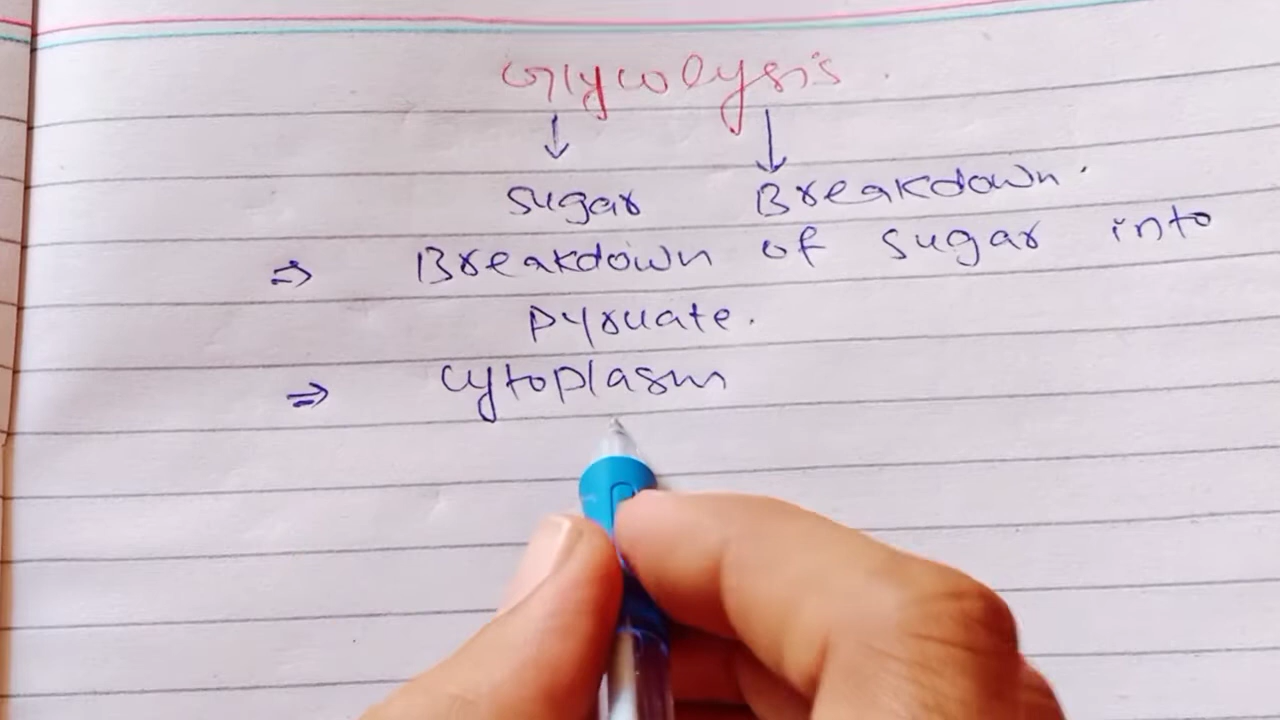 Glycolysis.
↓ ↓
Sugar Breakdown.
⇒ Breakdown of sugar into
pyruate.
⇒ cytoplasm